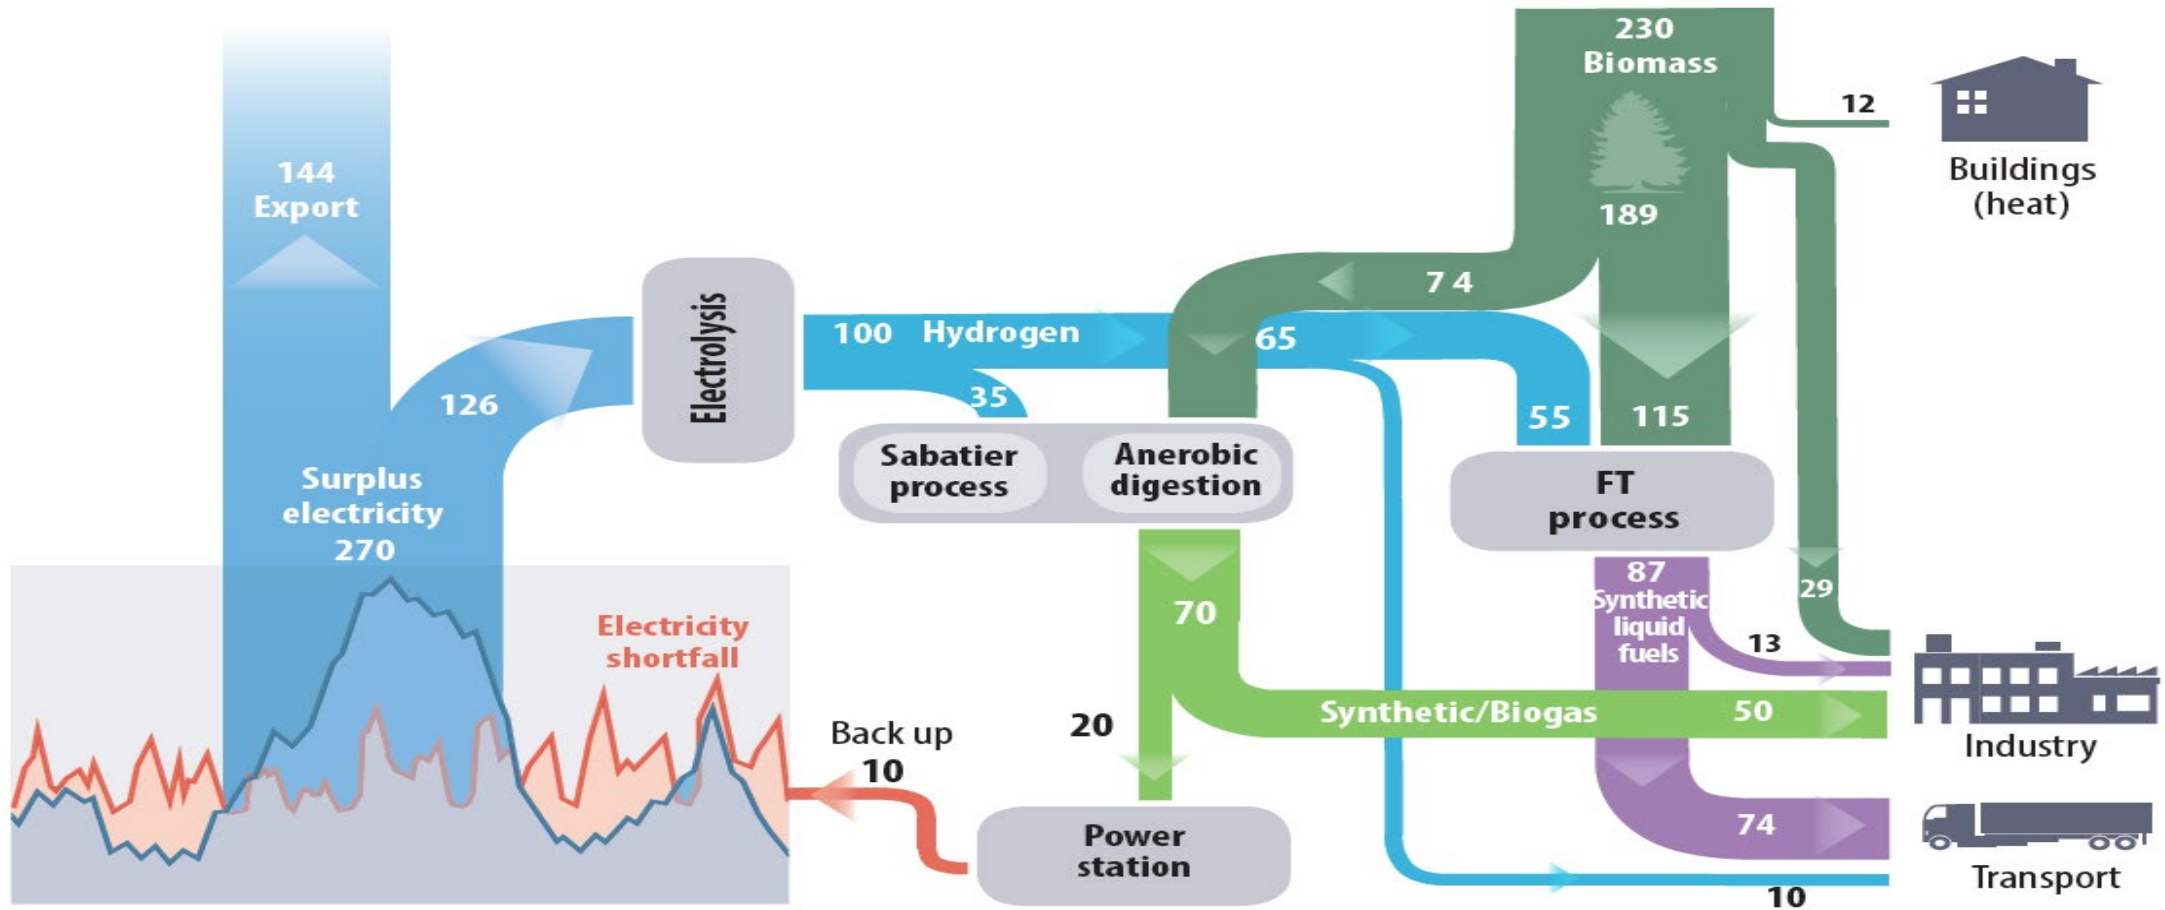 230
Biomass
12
Buildings
(heat)
144
Export
189
7 4
Electrolysis
100 Hydrogen
65
35
126
55
115
Sabatier
process
Anerobic
digestion
FT
process
Surplus
electricity
270
87
Synthetic
liquid
fuels
29
70
13
Electricity
shortfall
Synthetic/Biogas
50
20
Industry
Back up
10
74
Power
station
Transport
10